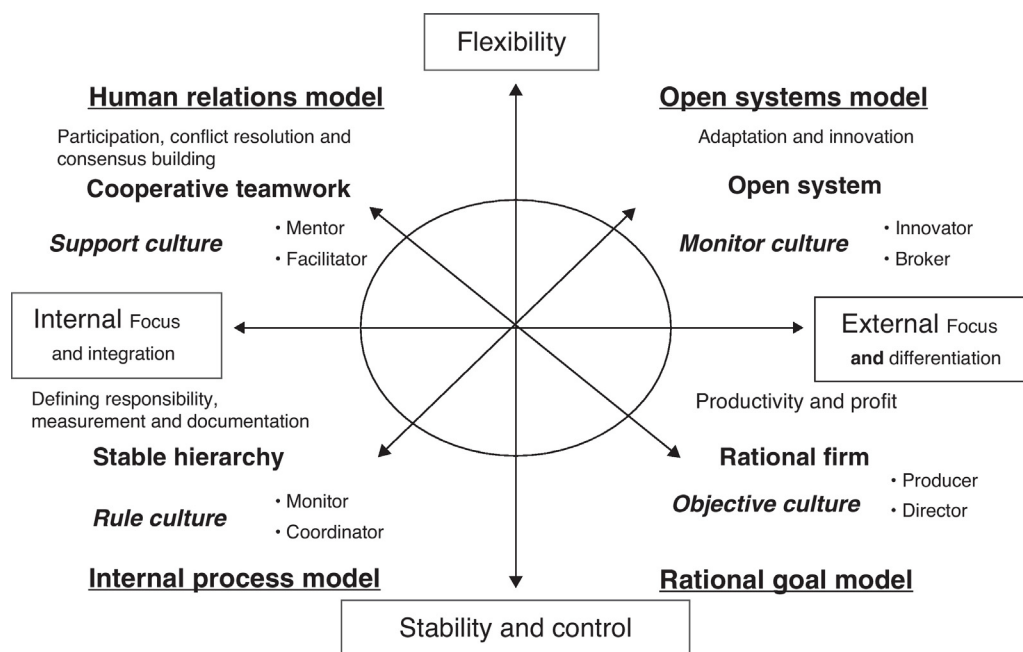 Flexibility
Human relations model
Participation, conflict resolution and
consensus building
Cooperative teamwork
Support culture
• Mentor
• Facilitator
Open systems model
Adaptation and innovation
Open system
Monitor culture
• Innovator
• Broker
Internal Focus
and integration
External Focus
and differentiation
Defining responsibility,
measurement and documentation
Stable hierarchy
Rule culture
• Monitor
• Coordinator
Internal process model
Productivity and profit
Rational firm
Objective culture
• Producer
• Director
Rational goal model
Stability and control